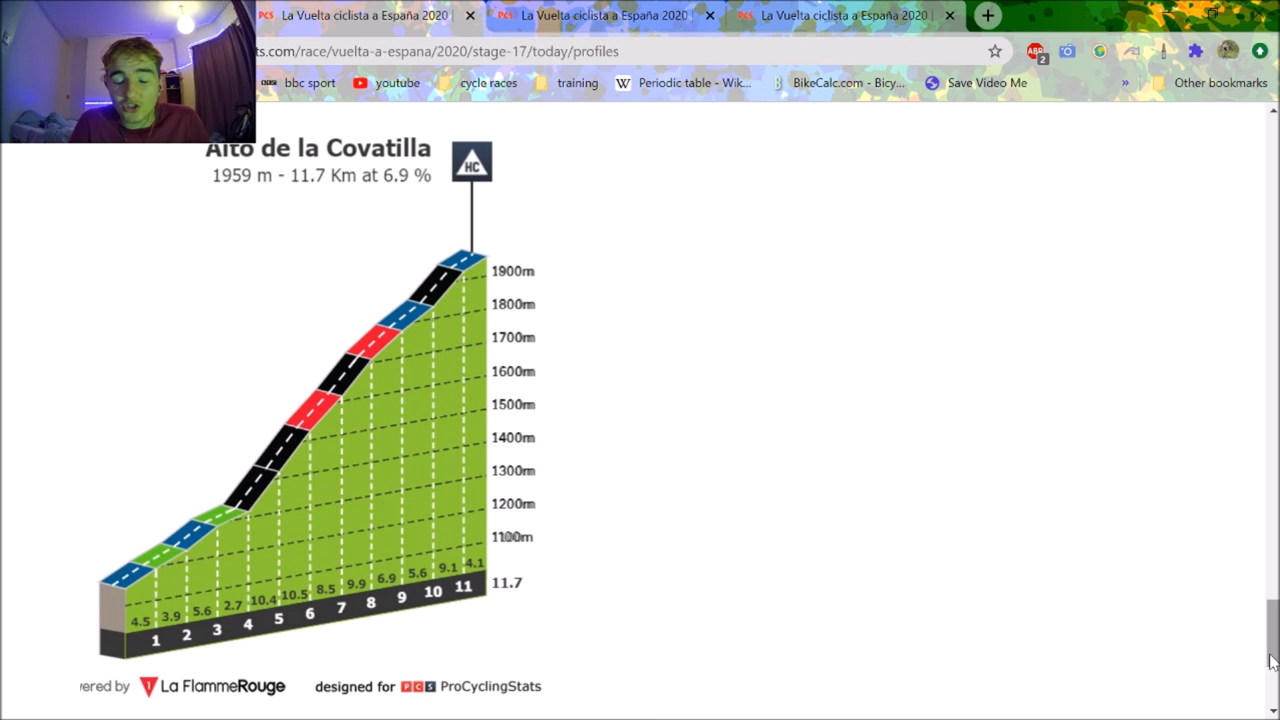 La Vuelta ciclista a España 2020
La Vuelta ciclista a España 2020
La Vuelta ciclista a España 2020
ts.com/race/vuelta-a-espana/2020/stage-17/today/profiles
ABP
2
bbc sport
youtube
cycle races
training
W Periodic table - Wik...
BikeCalc.com - Bicy...
Save Video Me
»
Other bookmarks
Alto de la Covatilla
1959 m - 11.7 Km at 6.9 %
HC
1900m
1800m
1700m
1600m
1500m
1400m
1300m
1200m
1100m
11.7
4.5 3.9 5.6 2.7 10.4 10.5 8.5 9.9 6.9 5.6 9.1 4.1
1 2 3 4 5 6 7 8 9 10 11
ered by La FlammeRouge designed for PCS ProCyclingStats